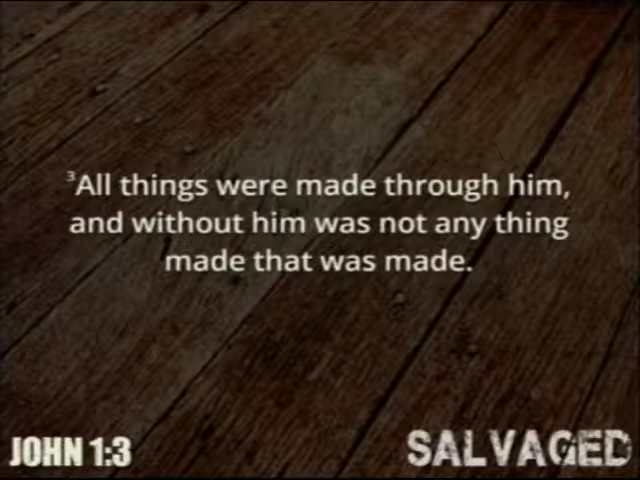 ³All things were made through him,
and without him was not any thing
made that was made.
JOHN 1:3
SALVAGED